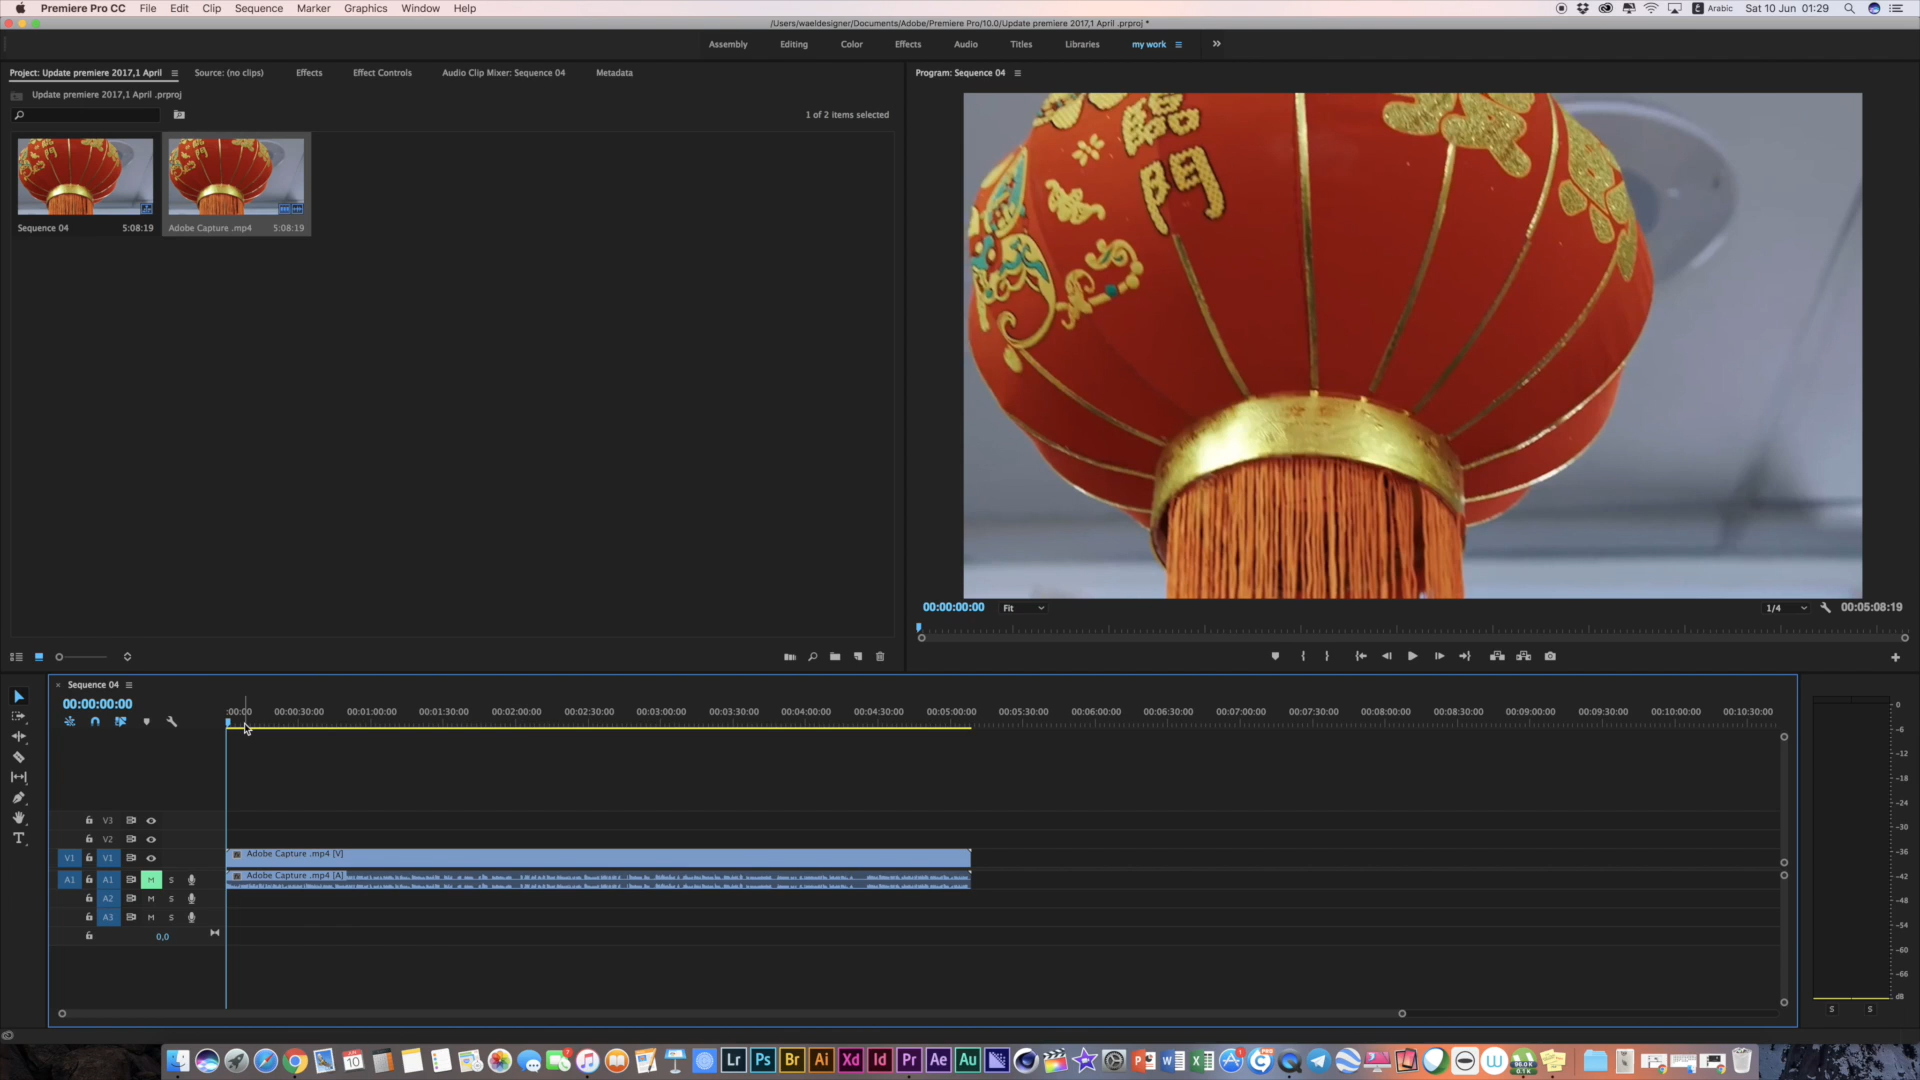 Premiere Pro CC File Edit Clip Sequence Marker Graphics Window Help Arabic Sat 10 Jun 01:29
/Users/waeldesigner/Documents/Adobe/Premiere Pro/10.0/Update premiere 2017,1 April .prproj *
Assembly Editing Color Effects Audio Titles Libraries my work
Project: Update premiere 2017,1 April Source: (no clips) Effects Effect Controls Audio Clip Mixer: Sequence 04 Metadata Program: Sequence 04
Update premiere 2017,1 April .prproj
1 of 2 items selected
Sequence 04 5:08:19 Adobe Capture .mp4 5:08:19
門
00:00:00:00 Fit 1/4 00:05:08:19
Sequence 04
00:00:00:00
:00:00 00:00:30:00 00:01:00:00 00:01:30:00 00:02:00:00 00:02:30:00 00:03:00:00 00:03:30:00 00:04:00:00 00:04:30:00 00:05:00:00 00:05:30:00 00:06:00:00 00:06:30:00 00:07:00:00 00:07:30:00 00:08:00:00 00:08:30:00 00:09:00:00 00:09:30:00 00:10:00:00 00:10:30:00
V3
V2
V1 V1 Adobe Capture .mp4 [V]
A1 A1 M S Adobe Capture .mp4 [A]
A2 M S
A3 M S
0,0
0
-6
-12
-18
-24
-30
-36
-42
-48
-54
-60
-66
dB
S S
Lr Ps Br Ai Xd Id Pr Ae Au